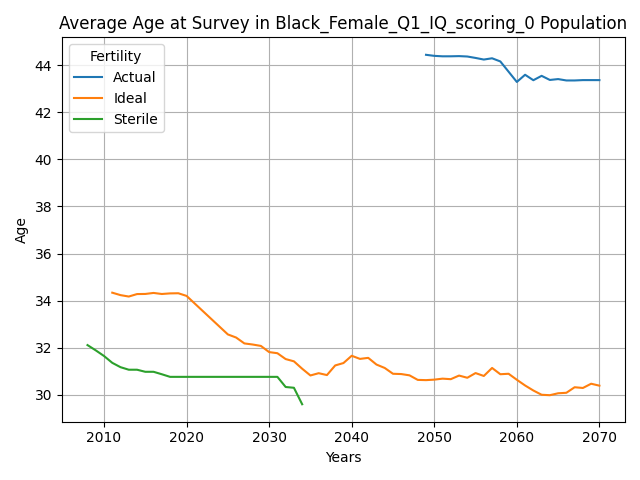 Average Age at Survey in Black_Female_Q1_IQ_scoring_0 Population
Fertility
Actual
Ideal
Sterile
44
42
40
38
36
34
32
30
Age
2010 2020 2030 2040 2050 2060 2070
Years